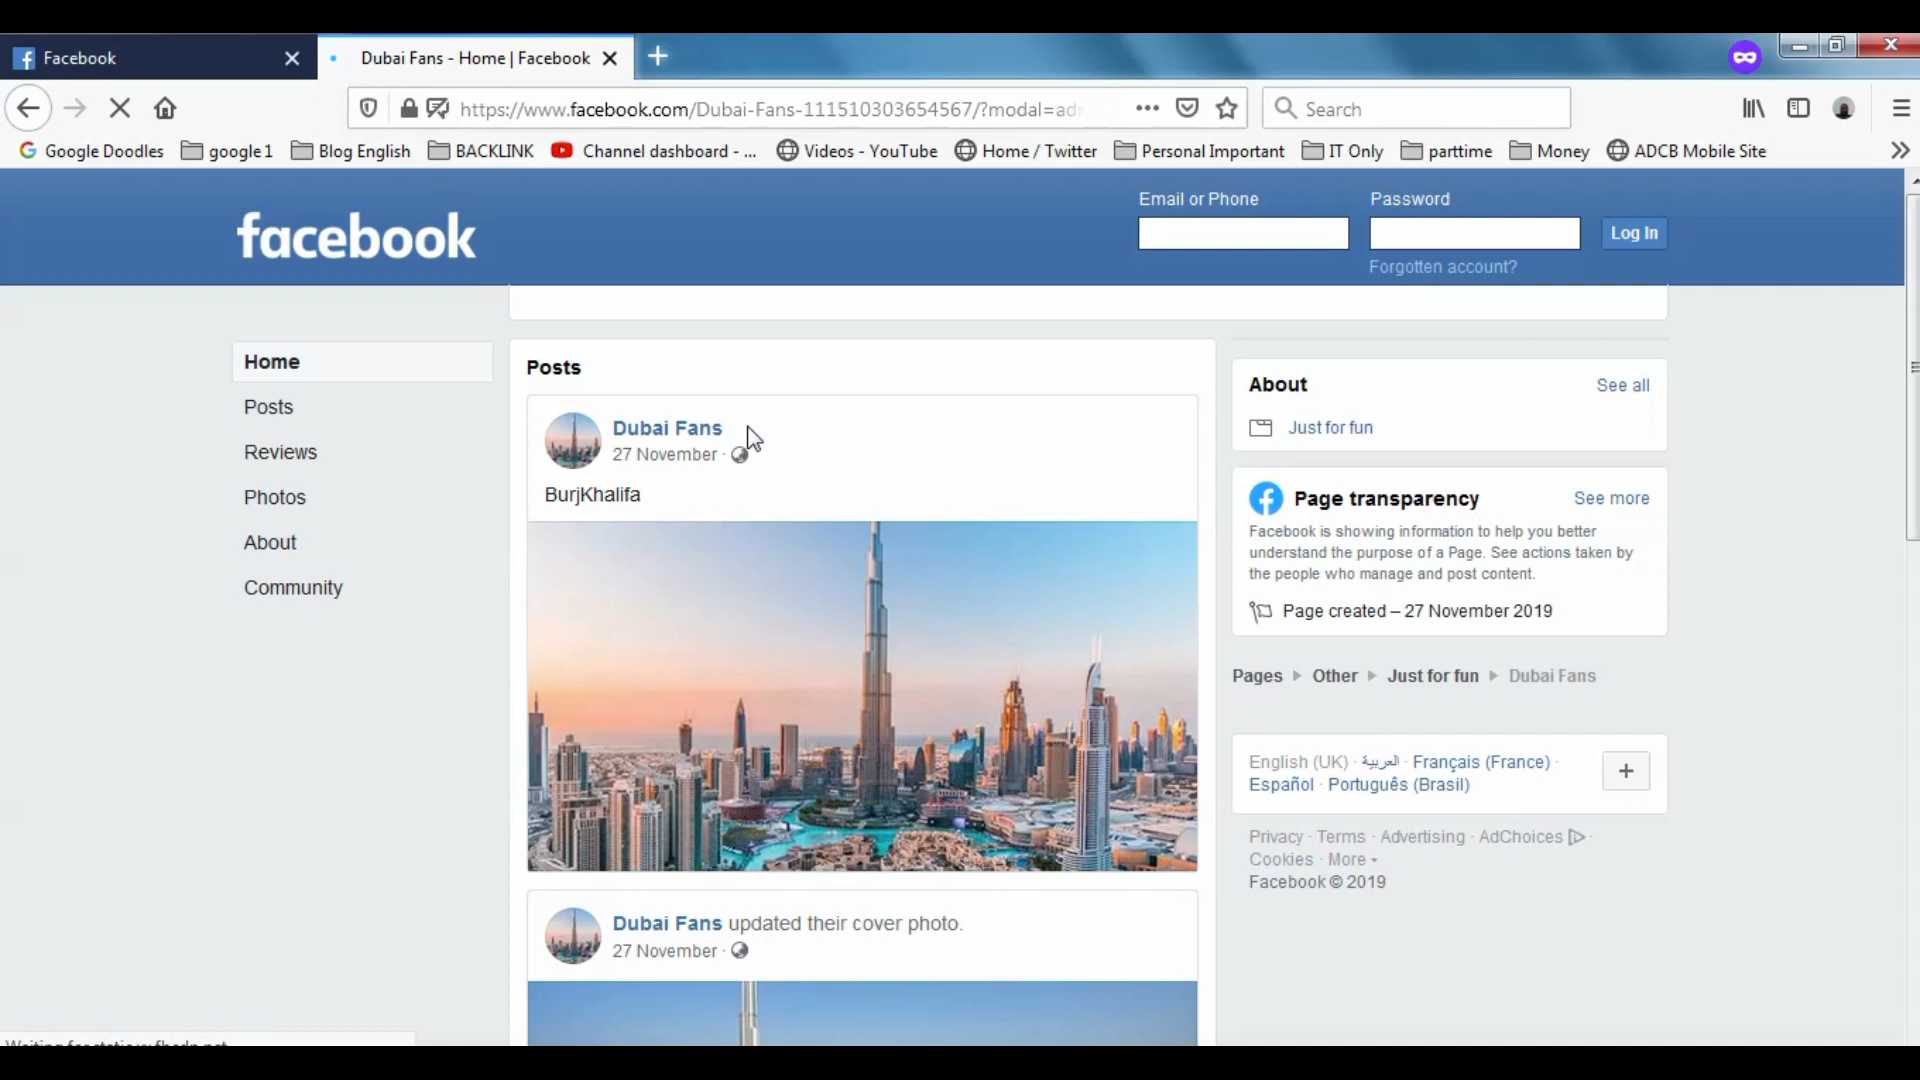 Facebook
Dubai Fans - Home | Facebook
https://www.facebook.com/Dubai-Fans-111510303654567/?modal=adr
Search
Google Doodles
google1
Blog English
BACKLINK
Channel dashboard - ...
Videos - YouTube
Home / Twitter
Personal Important
IT Only
parttime
Money
ADCB Mobile Site
facebook
Email or Phone
Password
Log In
Forgotten account?
Home
Posts
Reviews
Photos
About
Community
Posts
Dubai Fans
27 November ·
BurjKhalifa
Dubai Fans updated their cover photo.
27 November ·
About
See all
Just for fun
Page transparency
See more
Facebook is showing information to help you better
understand the purpose of a Page. See actions taken by
the people who manage and post content.
Page created – 27 November 2019
Pages
Other
Just for fun
Dubai Fans
English (UK) · العربية · Français (France) ·
Español · Português (Brasil)
Privacy · Terms · Advertising · AdChoices ·
Cookies · More
Facebook © 2019